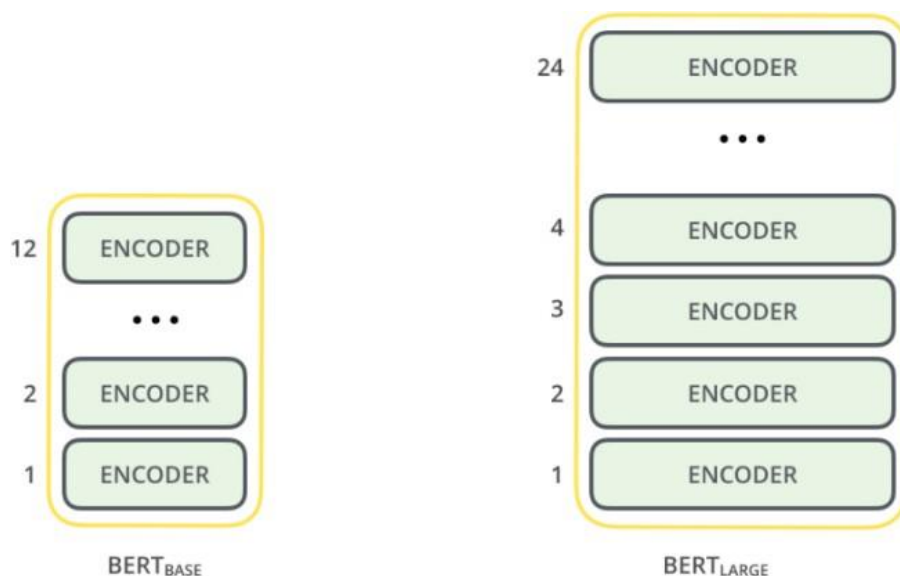 24 ENCODER
...
4 ENCODER
12 ENCODER
3 ENCODER
...
2 ENCODER
2 ENCODER
1 ENCODER
1 ENCODER
BERTBASE
BERTLARGE